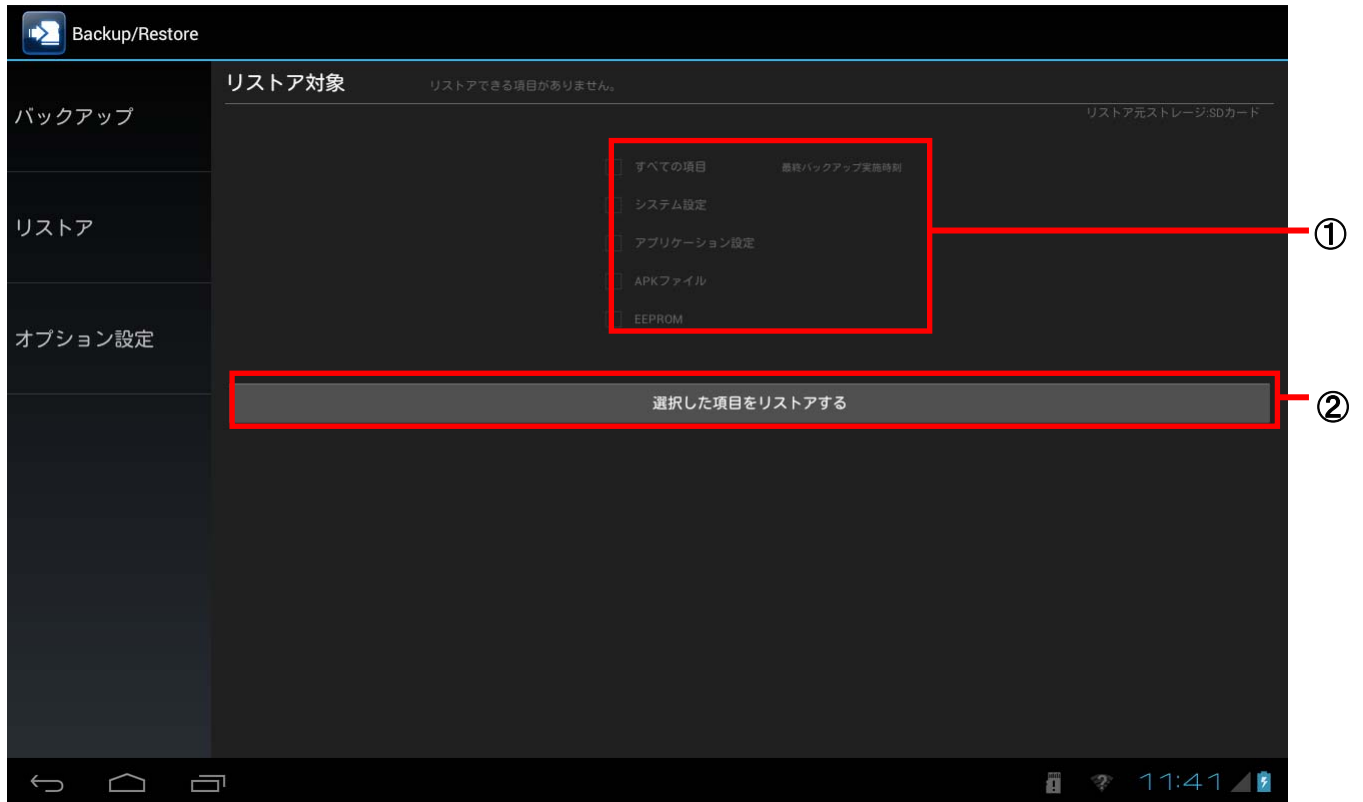 Backup/Restore
リストア対象 リストアできる項目がありません。
バックアップ
リストア元ストレージ:SDカード
すべての項目 最終バックアップ実施時刻
システム設定
リストア
①
アプリケーション設定
APKファイル
EEPROM
オプション設定
選択した項目をリストアする
②
11:41